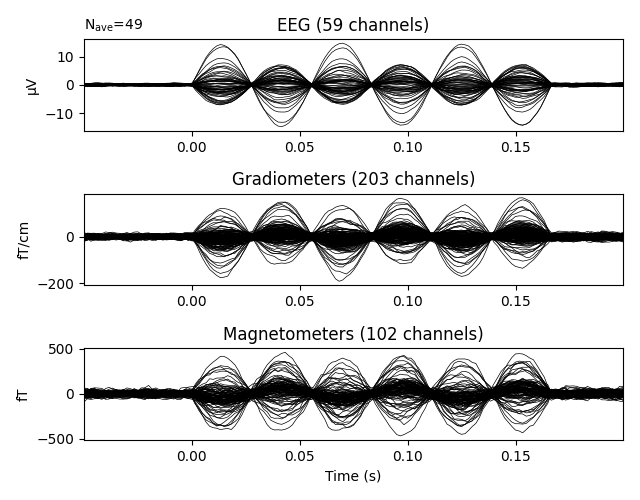 Nave=49
EEG (59 channels)
µV
10
0
−10
0.00 0.05 0.10 0.15
Gradiometers (203 channels)
fT/cm
0
−200
0.00 0.05 0.10 0.15
Magnetometers (102 channels)
fT
500
0
−500
0.00 0.05 0.10 0.15
Time (s)